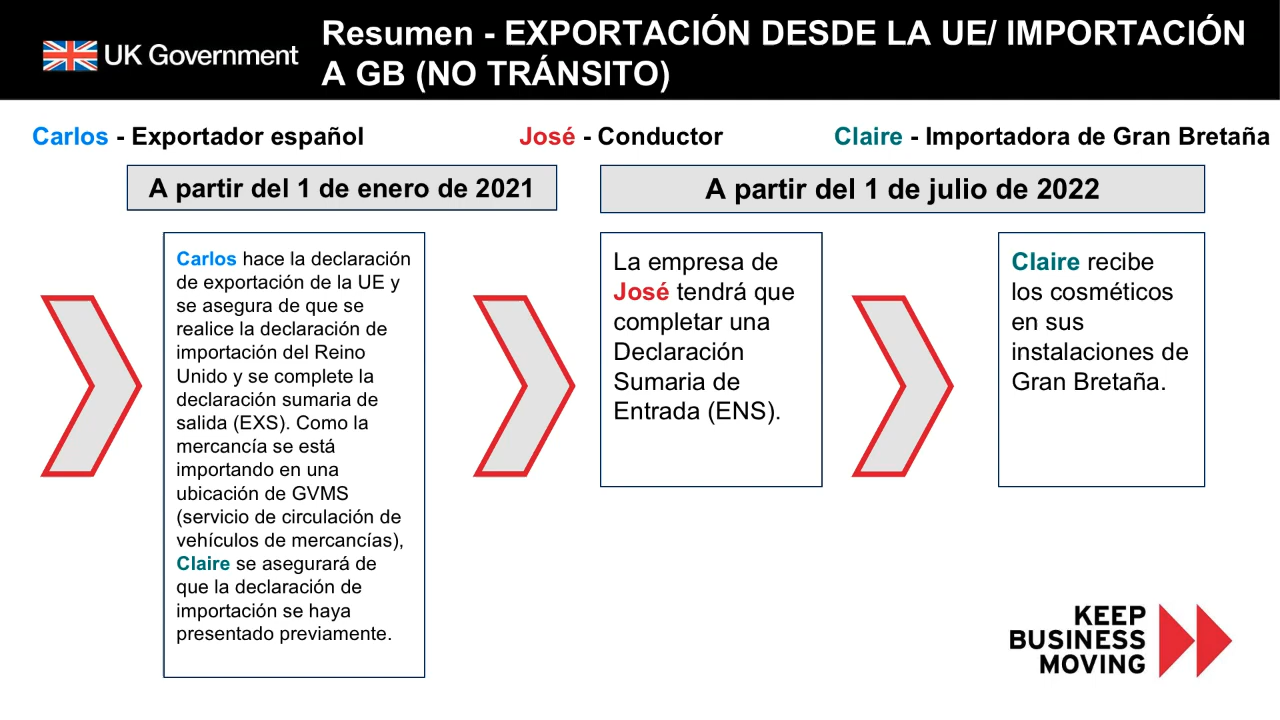 UK Government
Resumen - EXPORTACIÓN DESDE LA UE/ IMPORTACIÓN
A GB (NO TRÁNSITO)
Carlos - Exportador español
José - Conductor
Claire - Importadora de Gran Bretaña
A partir del 1 de enero de 2021
A partir del 1 de julio de 2022
Carlos hace la declaración
de exportación de la UE y
se asegura de que se
realice la declaración de
importación del Reino
Unido y se complete la
declaración sumaria de
salida (EXS). Como la
mercancía se está
importando en una
ubicación de GVMS
(servicio de circulación de
vehículos de mercancías),
Claire se asegurará de
que la declaración de
importación se haya
presentado previamente.
La empresa de
José tendrá que
completar una
Declaración
Sumaria de
Entrada (ENS).
Claire recibe
los cosméticos
en sus
instalaciones de
Gran Bretaña.
KEEP
BUSINESS
MOVING